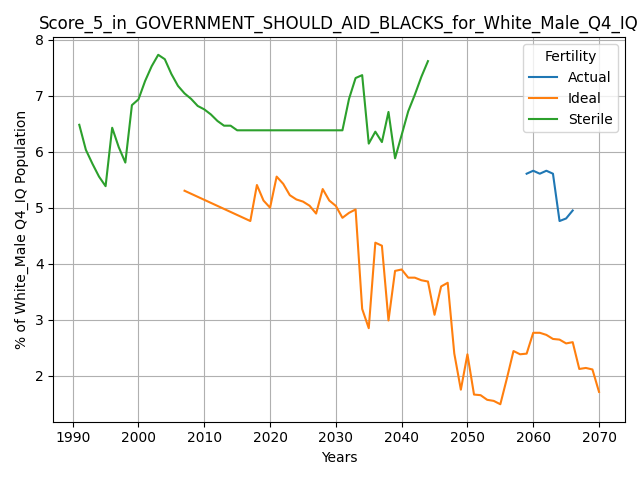 Score_5_in_GOVERNMENT_SHOULD_AID_BLACKS_for_White_Male_Q4_IQ
Fertility
Actual
Ideal
Sterile
% of White_Male Q4_IQ Population
8
7
6
5
4
3
2
1990 2000 2010 2020 2030 2040 2050 2060 2070
Years